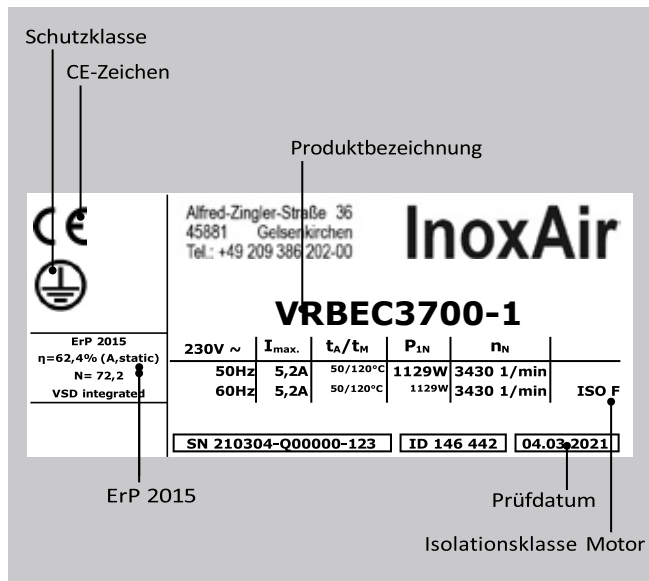 Schutzklasse
CE-Zeichen
Produktbezeichnung
CE
Alfred-Zingler-Straße 36
45881 Gelsenkirchen
Tel.: +49 209 386 202-00
InoxAir
VRBEC3700-1
ErP 2015
η=62,4% (A,static)
N= 72,2
VSD integrated
230V ~ Imax. tA/tM P1N nN
50Hz 5,2A 50/120°C 1129W 3430 1/min
60Hz 5,2A 50/120°C 1129W 3430 1/min ISO F
SN 210304-Q00000-123 ID 146 442 04.03.2021
ErP 2015
Prüfdatum
Isolationsklasse Motor